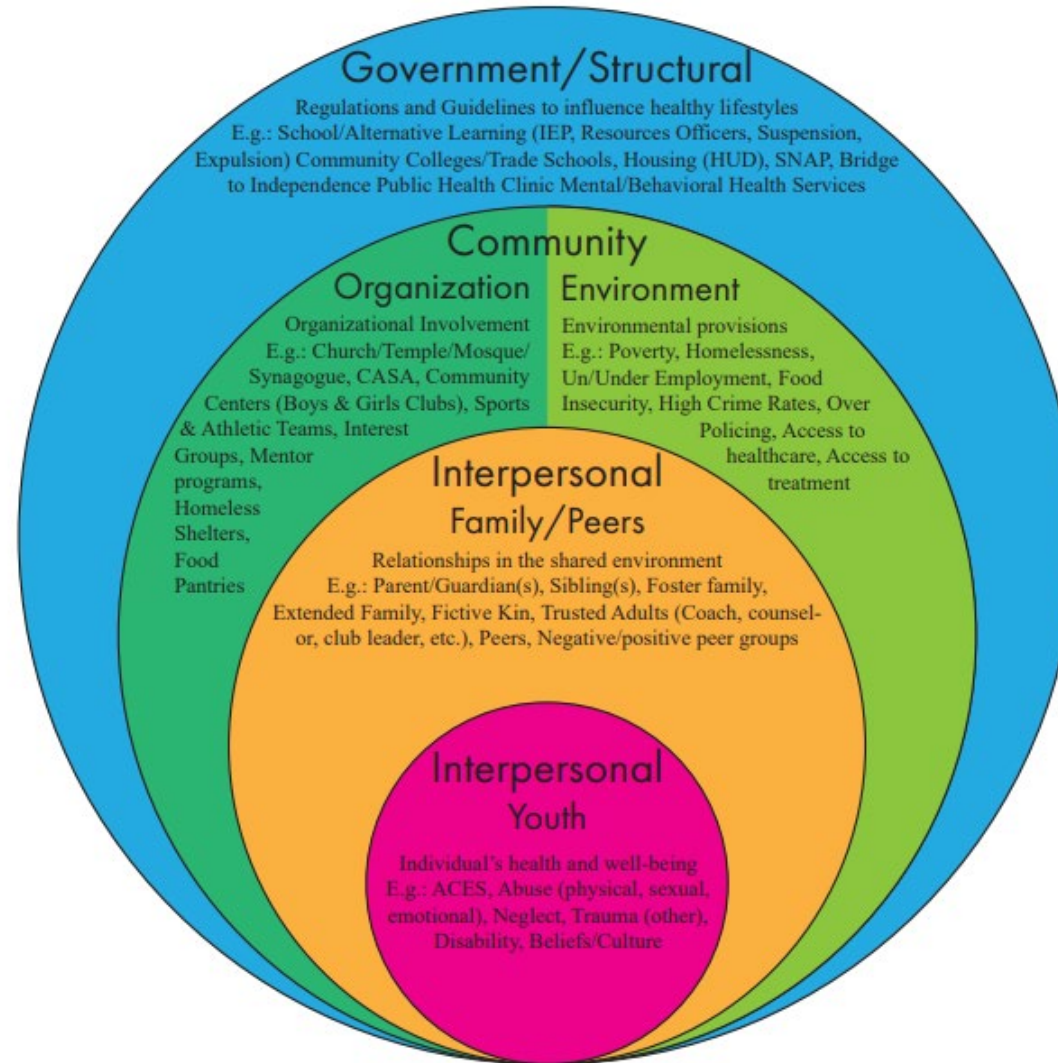 Government/Structural
Regulations and Guidelines to influence healthy lifestyles
E.g.: School/Alternative Learning (IEP, Resources Officers, Suspension,
Expulsion) Community Colleges/Trade Schools, Housing (HUD), SNAP, Bridge
to Independence Public Health Clinic Mental/Behavioral Health Services
Community
Organization
Organizational Involvement
E.g.: Church/Temple/Mosque/
Synagogue, CASA, Community
Centers (Boys & Girls Clubs), Sports
& Athletic Teams, Interest
Groups, Mentor
programs,
Homeless
Shelters,
Food
Pantries
Environment
Environmental provisions
E.g.: Poverty, Homelessness,
Un/Under Employment, Food
Insecurity, High Crime Rates, Over
Policing, Access to
healthcare, Access to
treatment
Interpersonal
Family/Peers
Relationships in the shared environment
E.g.: Parent/Guardian(s), Sibling(s), Foster family,
Extended Family, Fictive Kin, Trusted Adults (Coach, counsel-
or, club leader, etc.), Peers, Negative/positive peer groups
Interpersonal
Youth
Individual’s health and well-being
E.g.: ACES, Abuse (physical, sexual,
emotional), Neglect, Trauma (other),
Disability, Beliefs/Culture